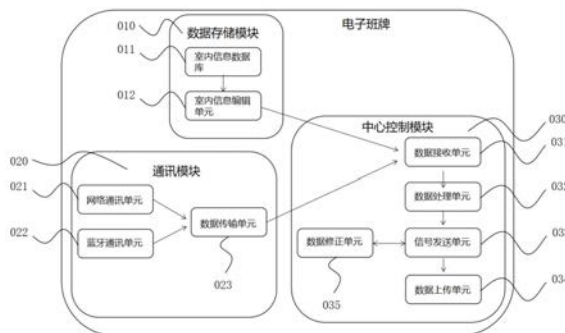 010
数据存储模块
电子班牌
011
室内信息数据
库
012
室内信息编辑
单元
中心控制模块
030
020
通讯模块
数据接收单元
021
网络通讯单元
数据处理单元
数据传输单元
022
蓝牙通讯单元
数据修正单元
信号发送单元
023
035
数据上传单元